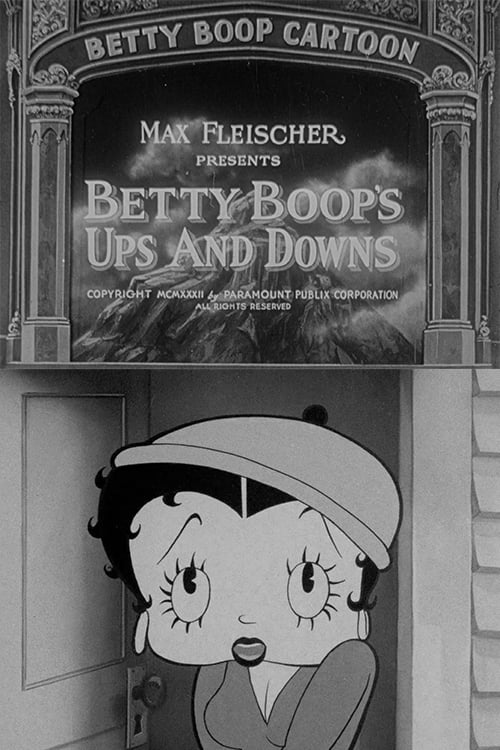 BETTY BOOP CARTOON
MAX FLEISCHER
PRESENTS
BETTY BOOP'S
UPS AND DOWNS
COPYRIGHT MCMXXXII by PARAMOUNT PUBLIX CORPORATION
ALL RIGHTS RESERVED